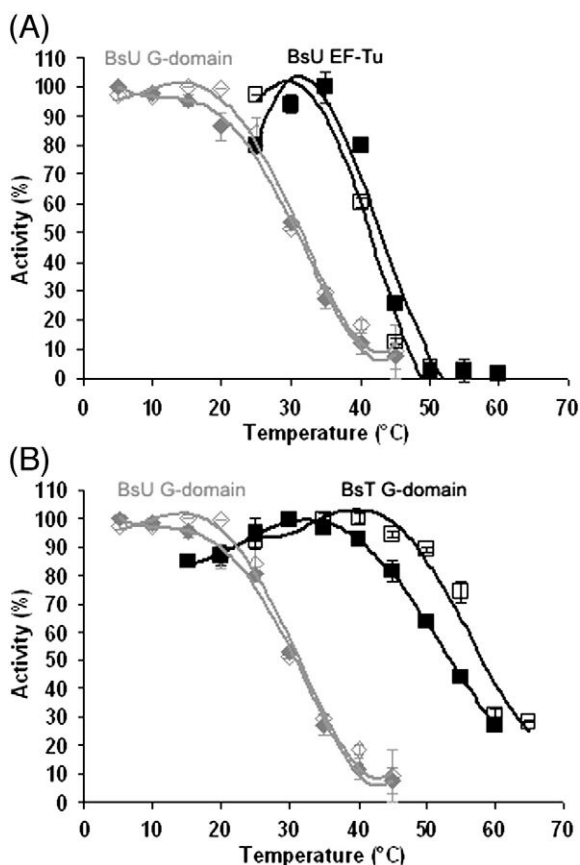 (A)
BsU G-domain BsU EF-Tu
110
100
90
80
70
60
50
40
30
20
10
0
Activity (%)
0 10 20 30 40 50 60 70
Temperature (°C)
(B)
BsU G-domain BsT G-domain
110
100
90
80
70
60
50
40
30
20
10
0
Activity (%)
0 10 20 30 40 50 60 70
Temperature (°C)